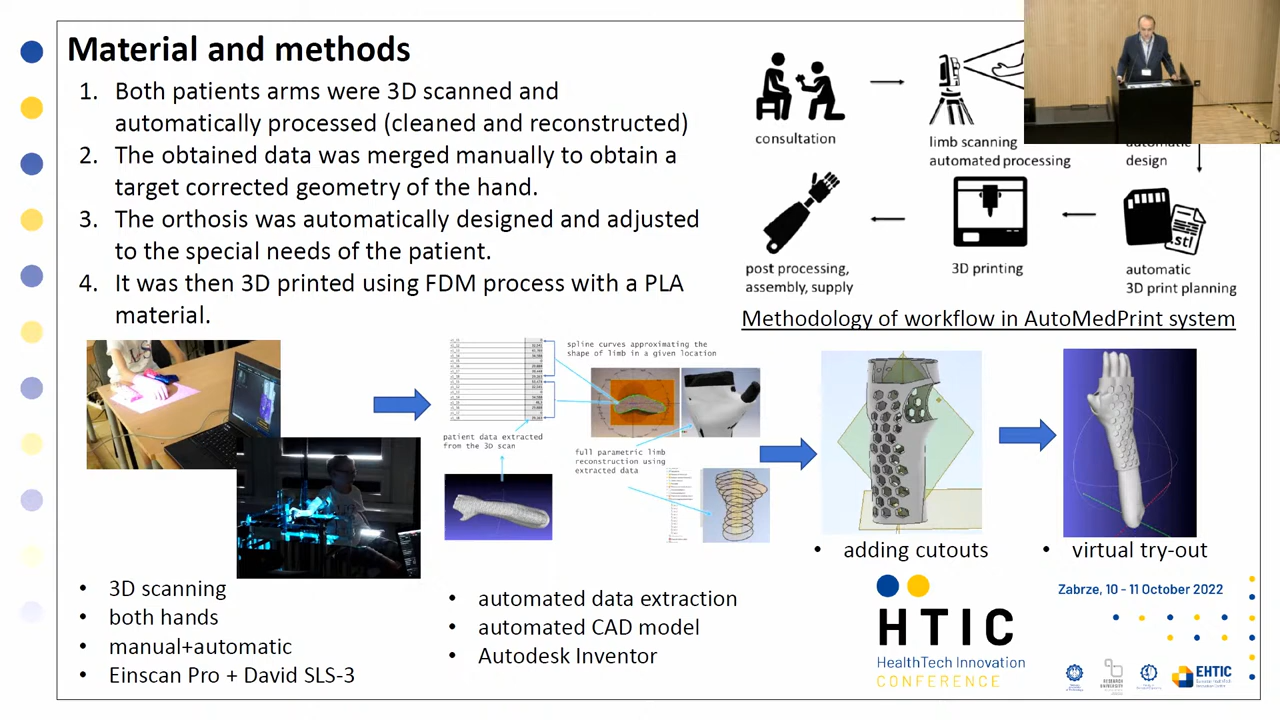 Material and methods
1. Both patients arms were 3D scanned and
automatically processed (cleaned and reconstructed)
2. The obtained data was merged manually to obtain a
target corrected geometry of the hand.
3. The orthosis was automatically designed and adjusted
to the special needs of the patient.
4. It was then 3D printed using FDM process with a PLA
material.
consultation
limb scanning
automated processing
automatic
design
post processing,
assembly, supply
3D printing
.stl
automatic
3D print planning
Methodology of workflow in AutoMedPrint system
spline curves approximating the
shape of limb in a given location
patient data extracted
from the 3D scan
full parametric limb
reconstruction using
extracted data
• adding cutouts
• virtual try-out
• 3D scanning
• both hands
• manual+automatic
• Einscan Pro + David SLS-3
• automated data extraction
• automated CAD model
• Autodesk Inventor
HTIC
HealthTech Innovation
CONFERENCE
Zabrze, 10 - 11 October 2022
EHTIC